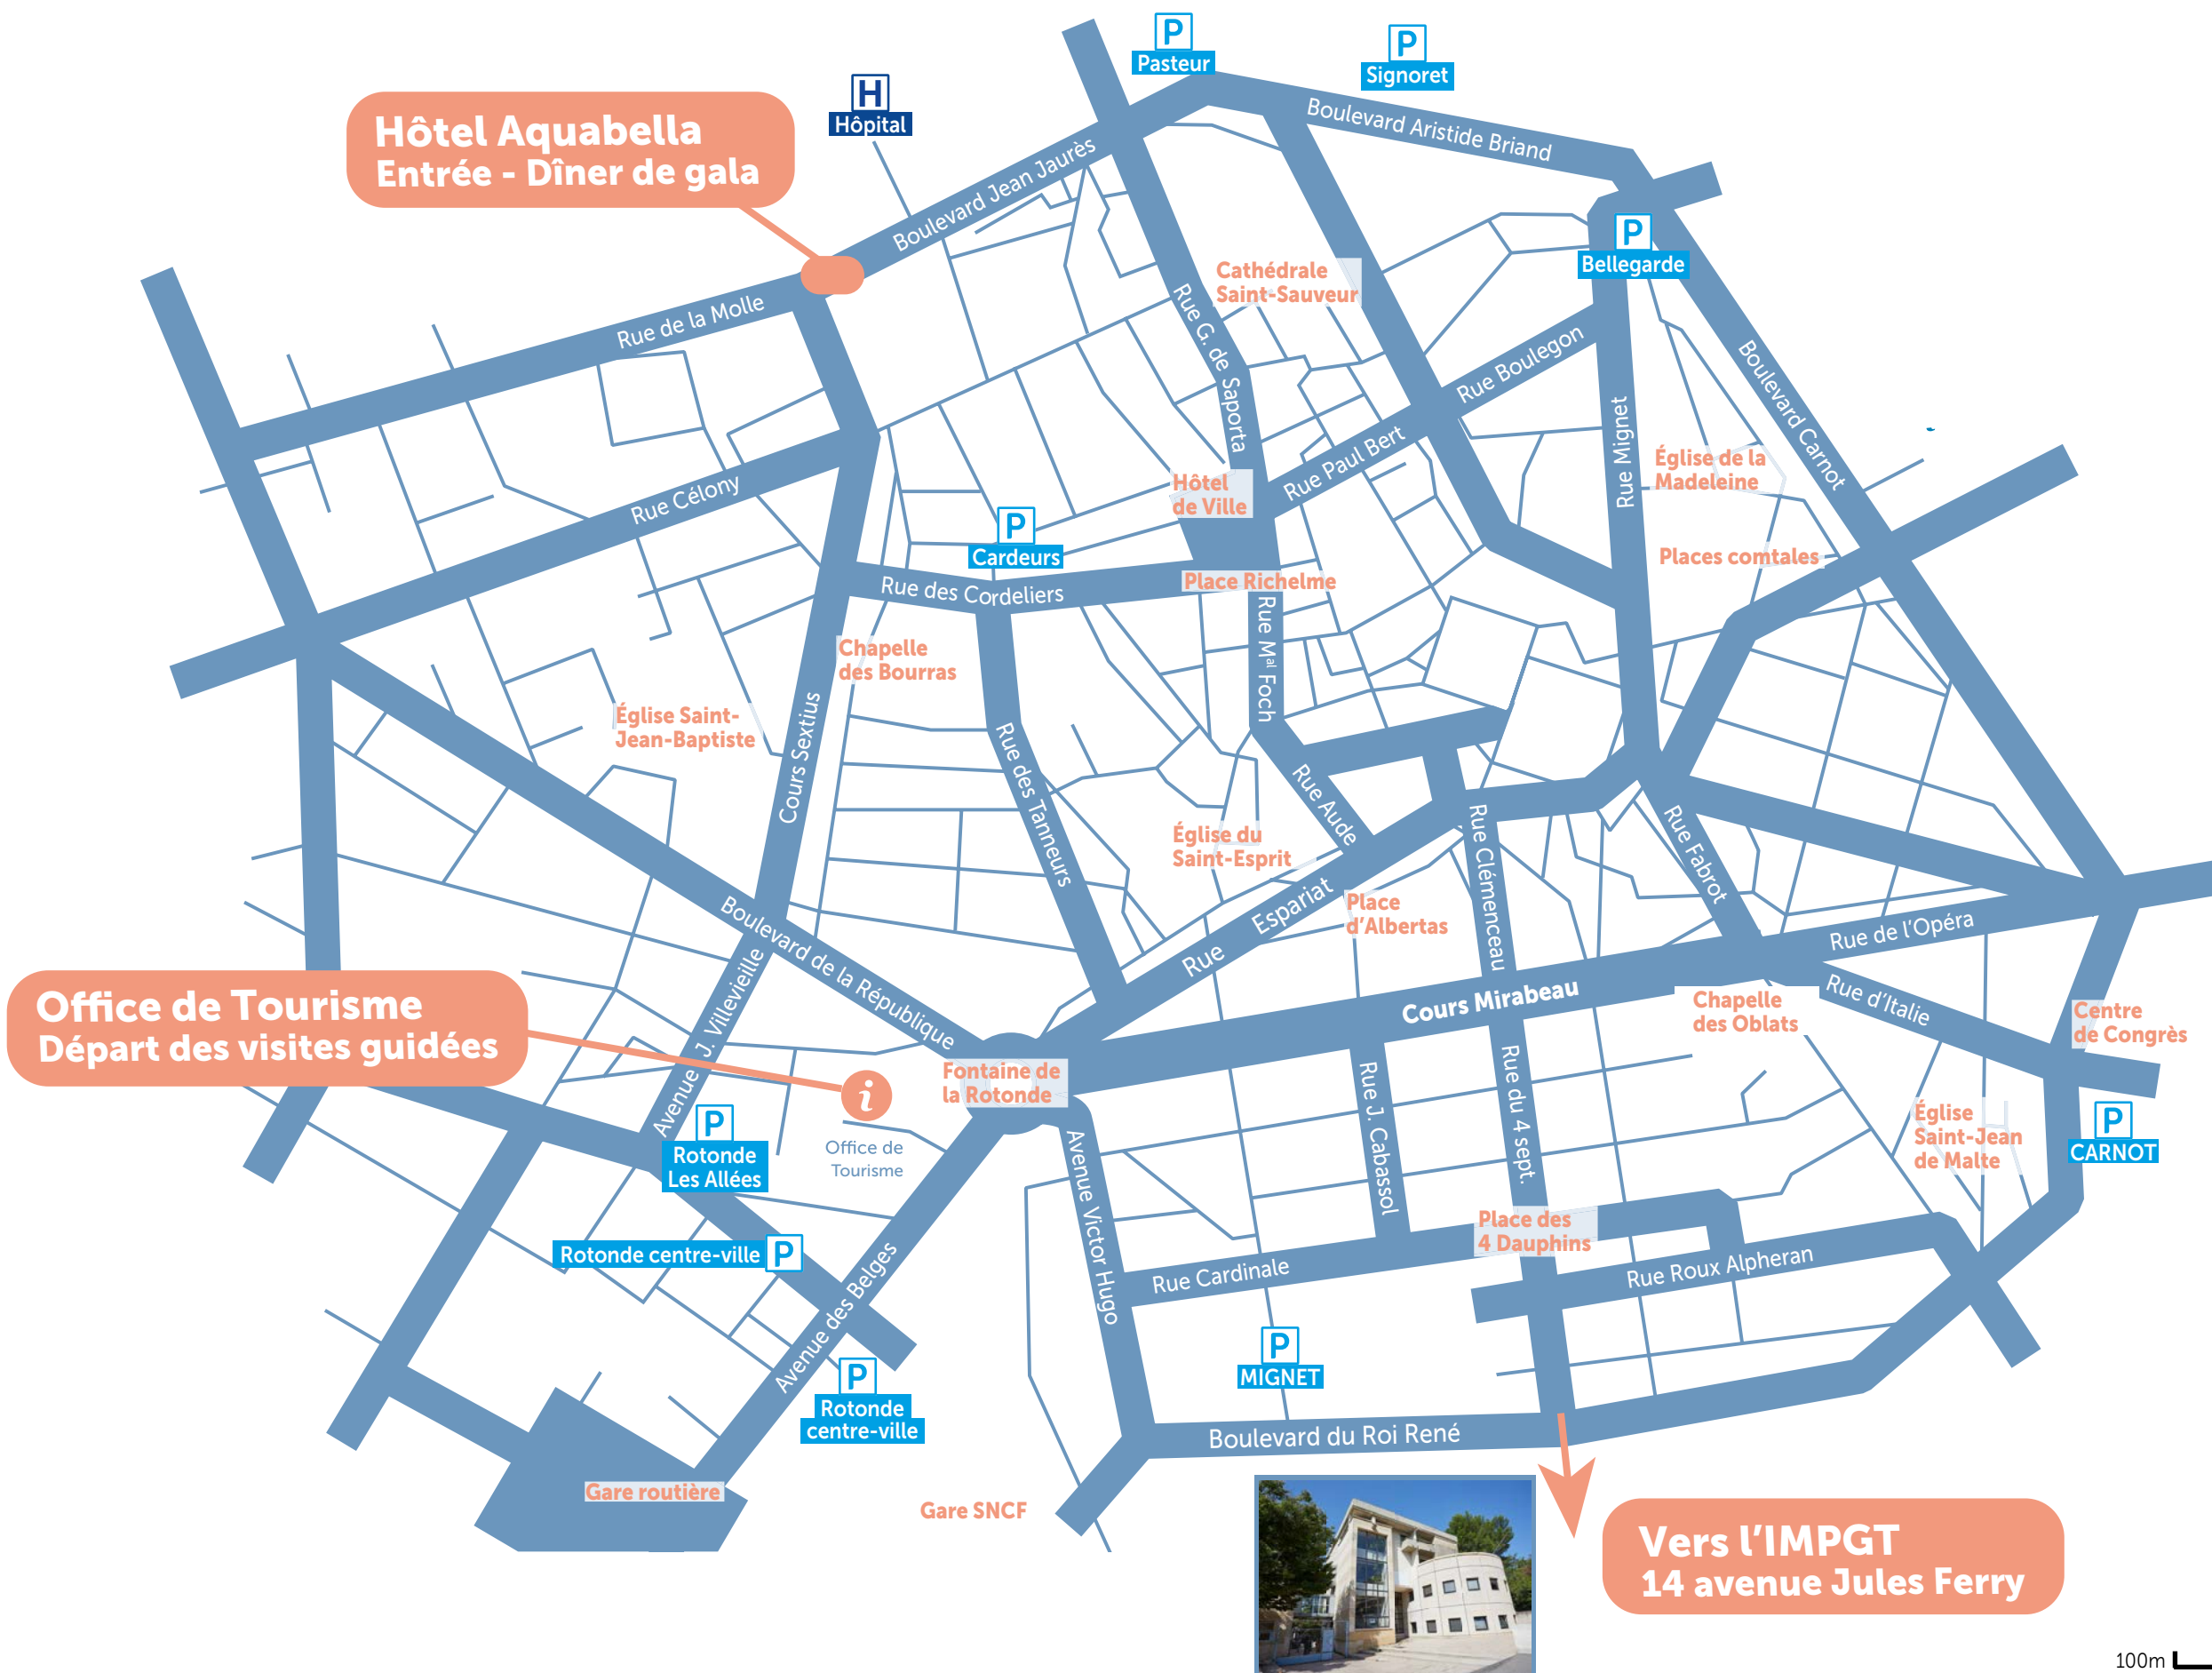 P
Pasteur
P
Signoret
H
Hôpital
Hôtel Aquabella
Entrée - Dîner de gala
Boulevard Jean Jaurès
Boulevard Aristide Briand
P
Bellegarde
Cathédrale
Saint-Sauveur
Rue de la Molle
Rue G. de Saporta
Rue Boulegon
Boulevard Carnot
Rue Mignet
Rue Paul Bert
Église de la
Madeleine
Rue Célony
Hôtel
de Ville
P
Cardeurs
Places comtales
Place Richelme
Rue des Cordeliers
Rue Mal Foch
Chapelle
des Bourras
Église Saint-
Jean-Baptiste
Cours Sextius
Rue des Tanneurs
Rue Aude
Église du
Saint-Esprit
Rue Clémenceau
Rue Fabrot
Rue Espariat
Place
d'Albertas
Boulevard de la République
Rue de l'Opéra
Avenue J. Villevieille
Cours Mirabeau
Rue d'Italie
Chapelle
des Oblats
Centre
de Congrès
Office de Tourisme
Départ des visites guidées
i
Fontaine de
la Rotonde
Office de
Tourisme
P
Rotonde
Les Allées
Rue J. Cabassol
Rue du 4 sept.
Église
Saint-Jean
de Malte
P
CARNOT
Avenue Victor Hugo
Place des
4 Dauphins
Rotonde centre-ville
P
Rue Cardinale
Rue Roux Alpheran
Avenue des Belges
P
MIGNET
P
Rotonde
centre-ville
Boulevard du Roi René
Gare routière
Gare SNCF
Vers l'IMPGT
14 avenue Jules Ferry
100m